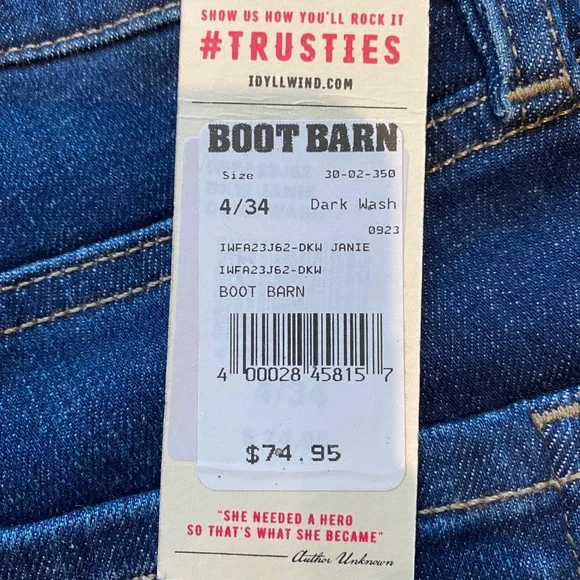 SHOW US HOW YOU'LL ROCK IT
#TRUSTIES
IDYLLWIND.COM
BOOT BARN
Size 30-02-350
4/34 Dark Wash
0923
IWFA23J62-DKW JANIE
IWFA23J62-DKW
BOOT BARN
4 00028 45815 7
$74.95
"SHE NEEDED A HERO
SO THAT'S WHAT SHE BECAME"
Author Unknown